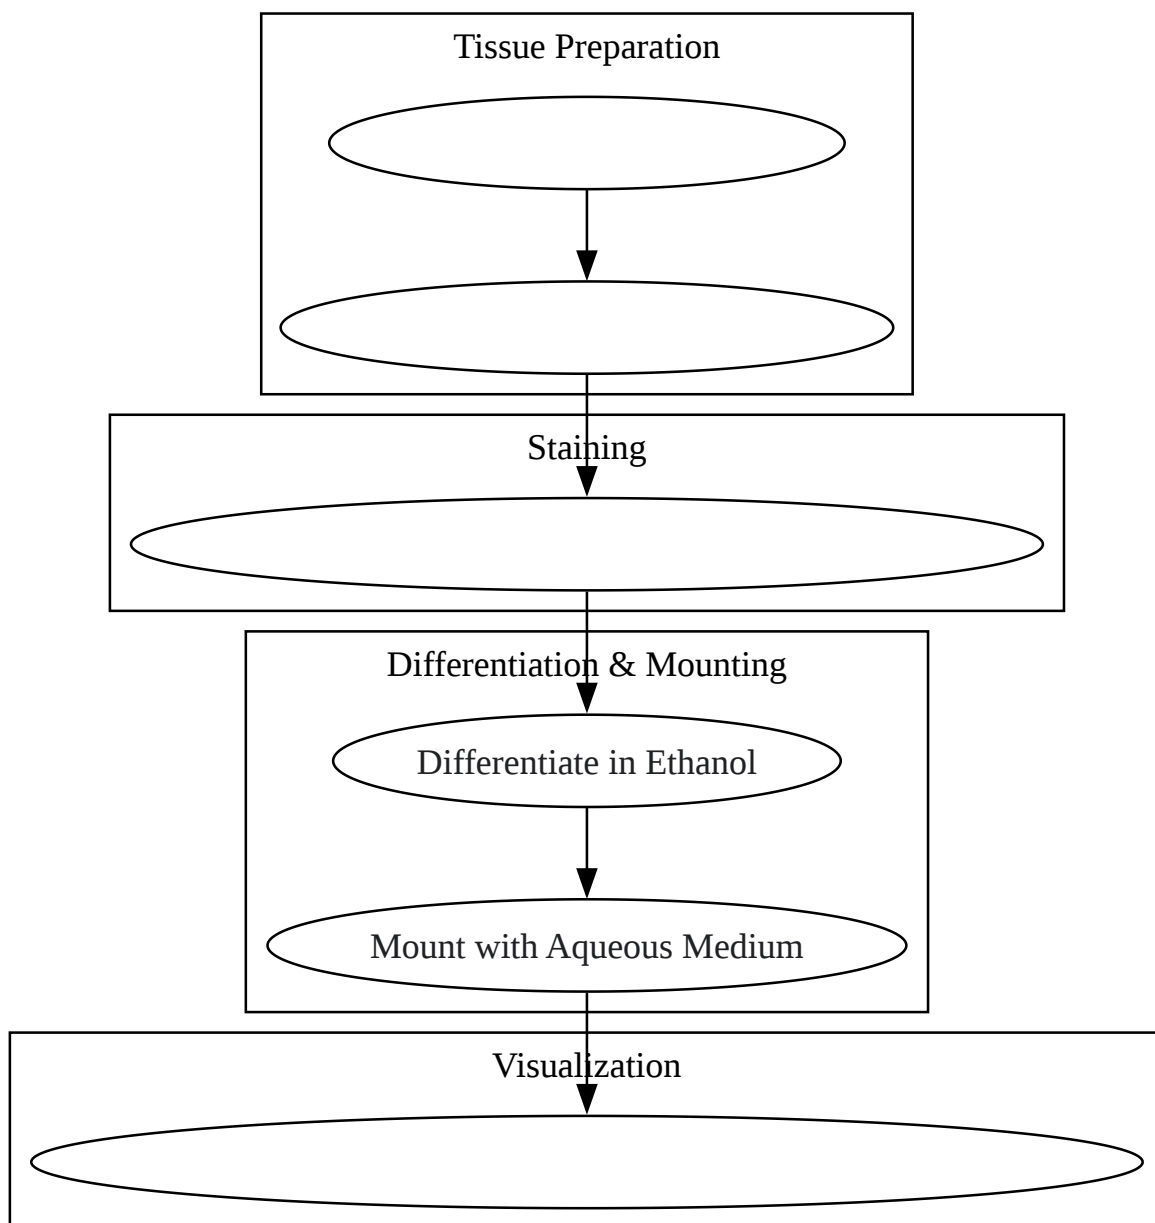 Tissue Preparation
Staining
Differentiation & Mounting
Differentiate in Ethanol
Mount with Aqueous Medium
Visualization